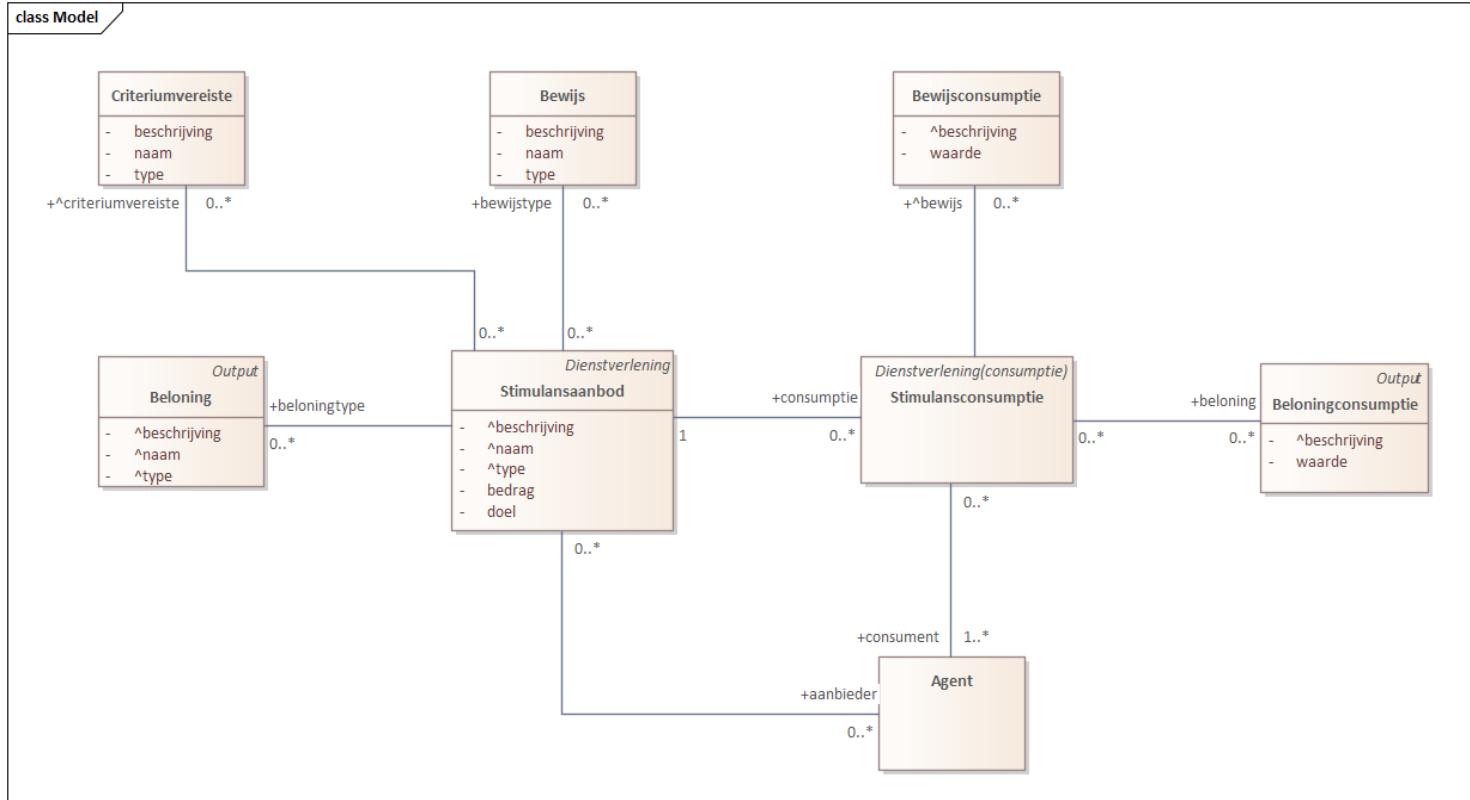 class Model
Criteriumvereiste
- beschrijving
- naam
- type
Bewijs
- beschrijving
- naam
- type
Bewijsconsumptie
- ^beschrijving
- waarde
+^criteriumvereiste 0..*
+bewijstype 0..*
+^bewijs 0..*
0..*
0..*
Output
Beloning
- ^beschrijving
- ^naam
- ^type
+beloningtype
0..*
Dienstverlening
Stimulansaanbod
- ^beschrijving
- ^naam
- ^type
- bedrag
- doel
1
+consumptie
0..*
Dienstverlening(consumptie)
Stimulansconsumptie
0..*
+beloning
0..*
Output
Beloningconsumptie
- ^beschrijving
- waarde
0..*
0..*
+consument 1..*
+aanbieder
0..*
Agent